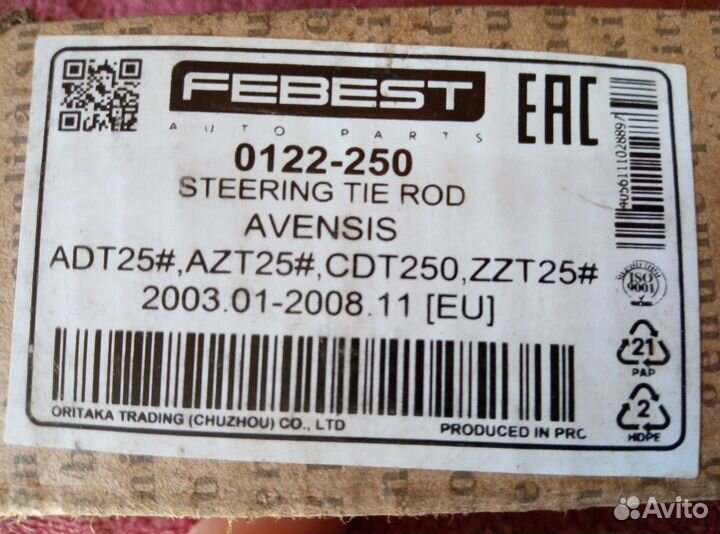 FEBEST
AUTO PARTS
EAC
0122-250
STEERING TIE ROD
AVENSIS
ADT25#,AZT25#,CDT250,ZZT25#
2003.01-2008.11 [EU]
ORITAKA TRADING (CHUZHOU) CO., LTD
PRODUCED IN PRC
ISO
9001
21
PAP
2
HDPE
Avito